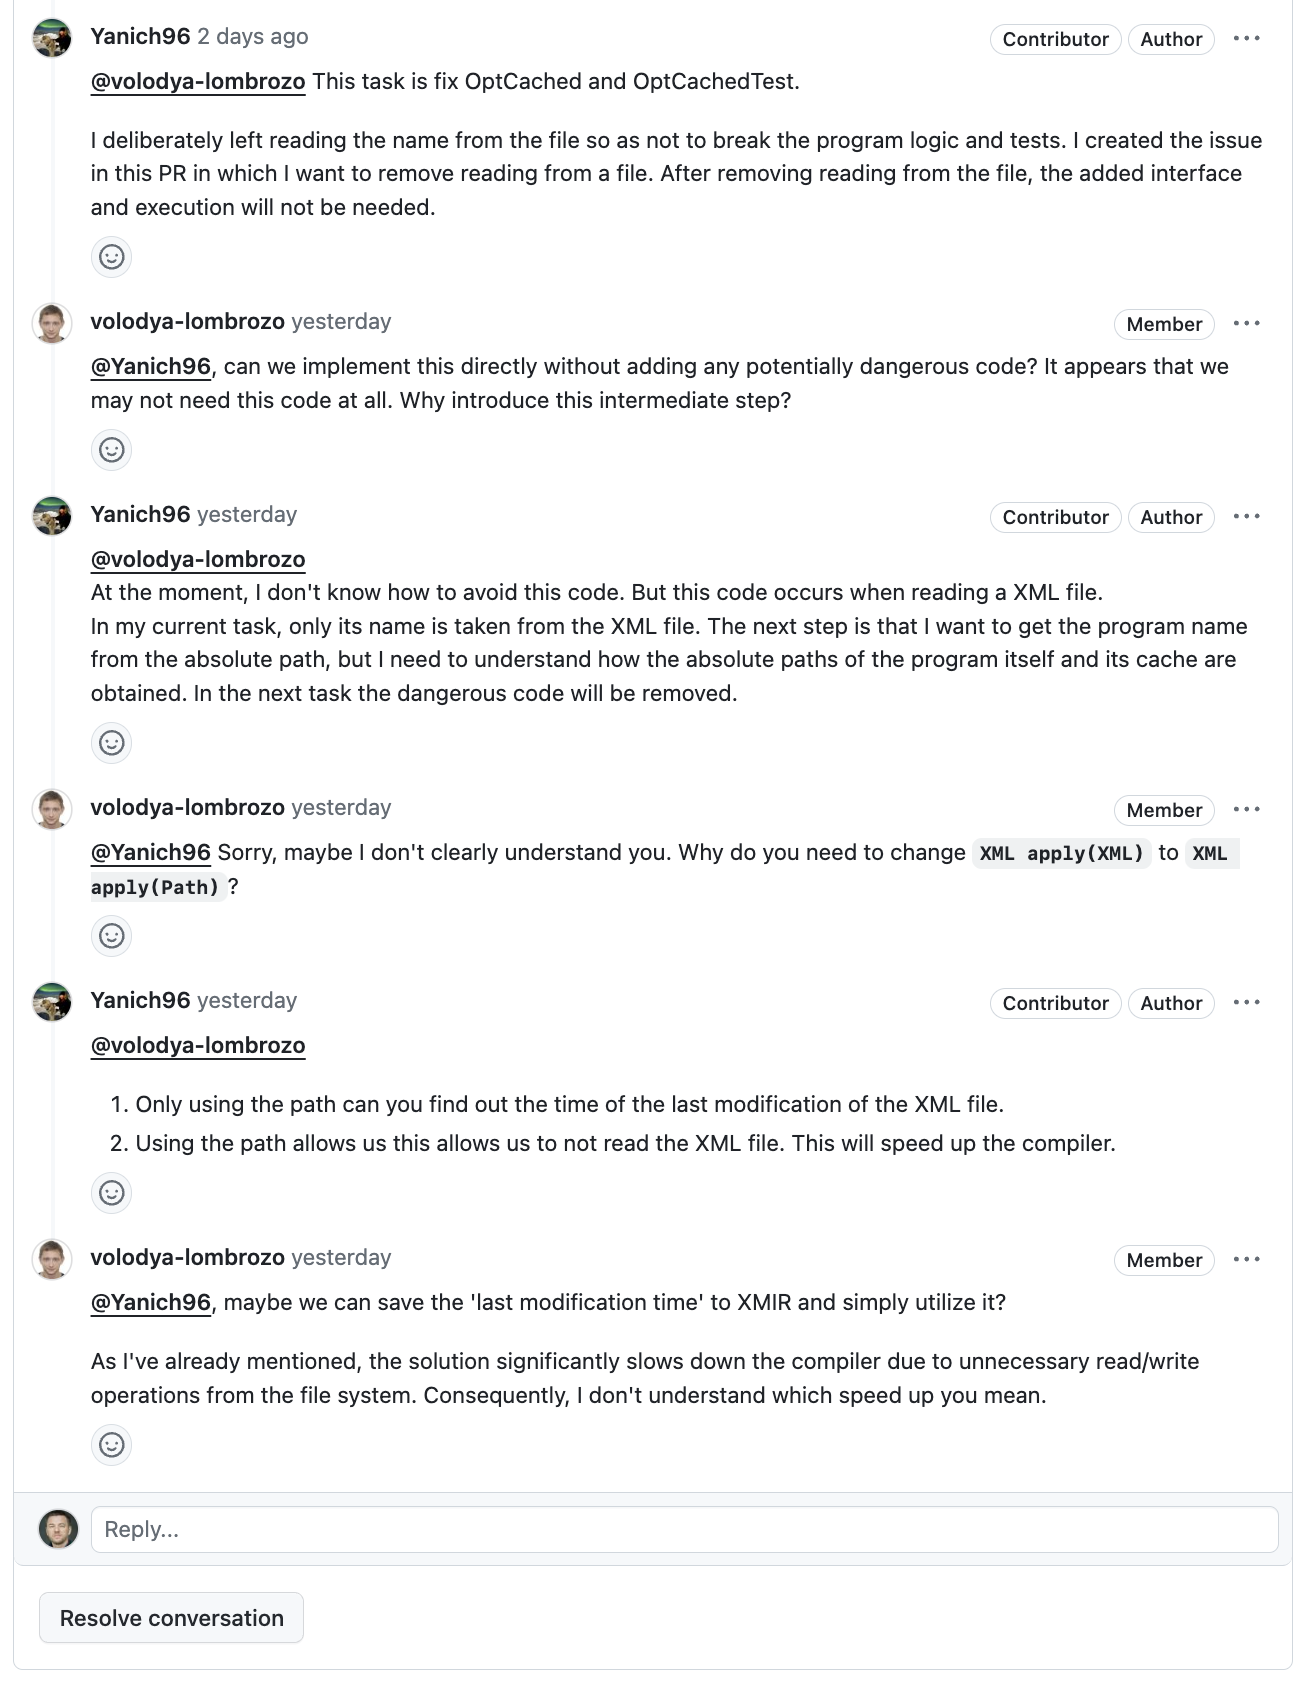 Yanich96 2 days ago Contributor Author
@volodya-lombrozo This task is fix OptCached and OptCachedTest.
I deliberately left reading the name from the file so as not to break the program logic and tests. I created the issue
in this PR in which I want to remove reading from a file. After removing reading from the file, the added interface
and execution will not be needed.
volodya-lombrozo yesterday Member
@Yanich96, can we implement this directly without adding any potentially dangerous code? It appears that we
may not need this code at all. Why introduce this intermediate step?
Yanich96 yesterday Contributor Author
@volodya-lombrozo
At the moment, I don't know how to avoid this code. But this code occurs when reading a XML file.
In my current task, only its name is taken from the XML file. The next step is that I want to get the program name
from the absolute path, but I need to understand how the absolute paths of the program itself and its cache are
obtained. In the next task the dangerous code will be removed.
volodya-lombrozo yesterday Member
@Yanich96 Sorry, maybe I don't clearly understand you. Why do you need to change XML apply(XML) to XML
apply(Path) ?
Yanich96 yesterday Contributor Author
@volodya-lombrozo
1. Only using the path can you find out the time of the last modification of the XML file.
2. Using the path allows us this allows us to not read the XML file. This will speed up the compiler.
volodya-lombrozo yesterday Member
@Yanich96, maybe we can save the 'last modification time' to XMIR and simply utilize it?
As I've already mentioned, the solution significantly slows down the compiler due to unnecessary read/write
operations from the file system. Consequently, I don't understand which speed up you mean.
Reply...
Resolve conversation